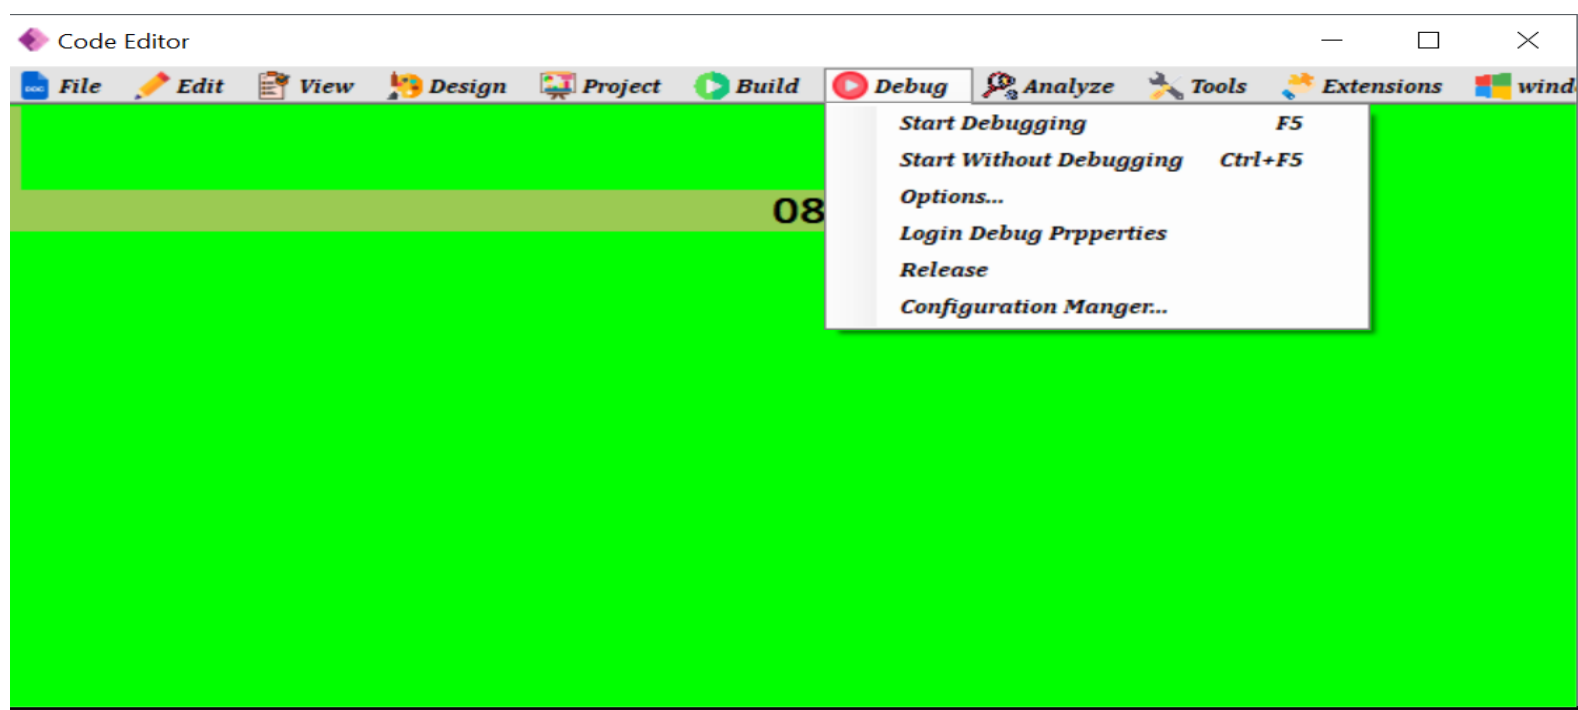 Code Editor
File Edit View Design Project Build Debug Analyze Tools Extensions wind
Start Debugging F5
Start Without Debugging Ctrl+F5
Options...
08
Login Debug Prpperties
Release
Configuration Manger...